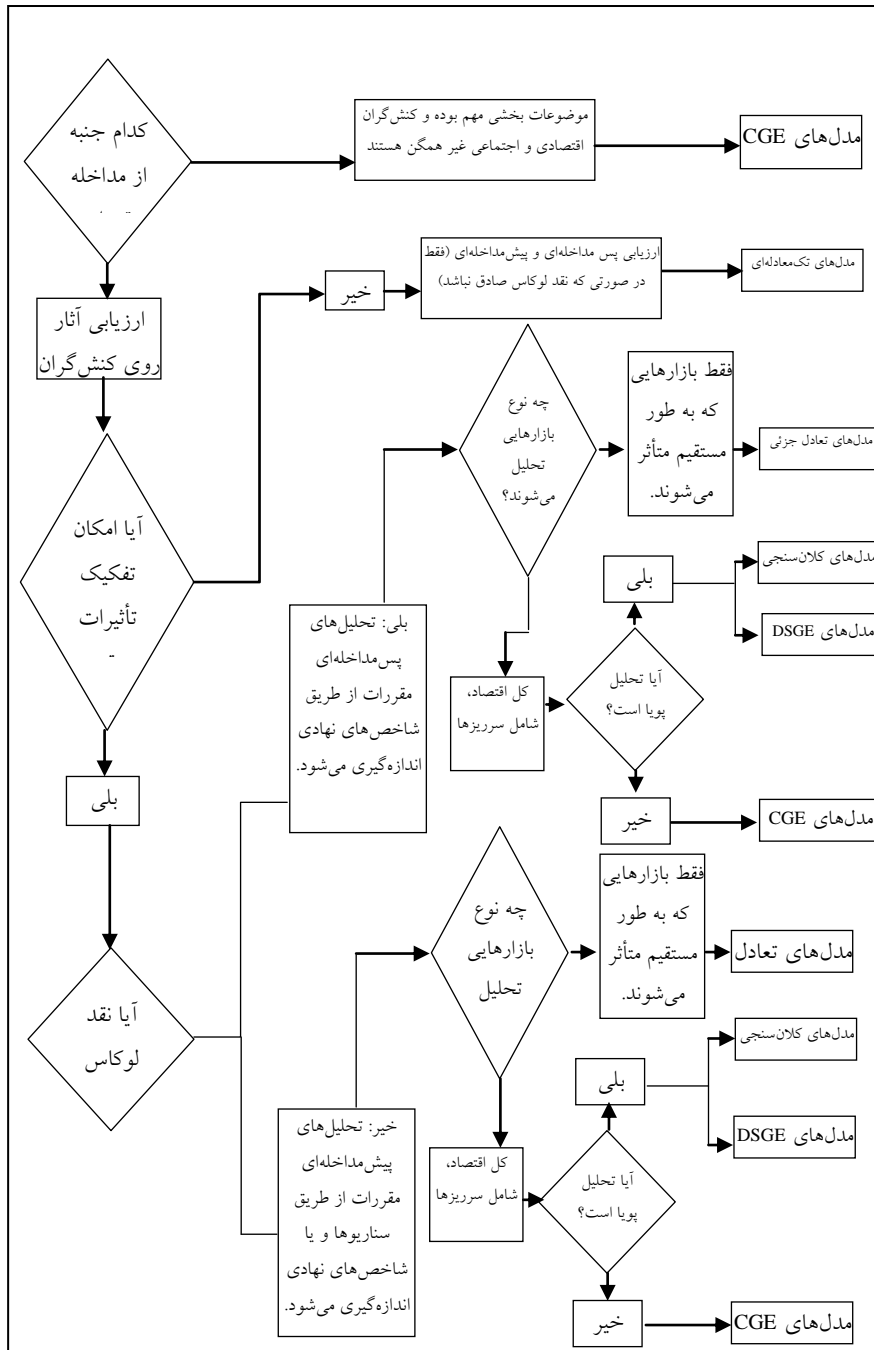 کدام جنبه
از مداخله
موضوعات بخشی مهم بوده و کنش‌گران
اقتصادی و اجتماعی غیر همگن هستند
مدل‌های CGE
ارزیابی آثار
روی کنش‌گران
خیر
ارزیابی پس مداخله‌ای و پیش‌مداخله‌ای (فقط
در صورتی که نقد لوکاس صادق نباشد)
مدل‌های تک‌معادله‌ای
آیا امکان
تفکیک
تأثیرات
چه نوع
بازارهایی
تحلیل
می‌شوند؟
فقط بازارهایی
که به طور
مستقیم متأثر
می‌شوند.
مدل‌های تعادل جزئی
بلی: تحلیل‌های
پس‌مداخله‌ای
مقررات از طریق
شاخص‌های نهادی
اندازه‌گیری می‌شود.
کل اقتصاد،
شامل سرریزها
آیا تحلیل
پویا است؟
بلی
مدل‌های کلان‌سنجی
مدل‌های DSGE
خیر
مدل‌های CGE
بلی
آیا نقد
لوکاس
چه نوع
بازارهایی
تحلیل
فقط بازارهایی
که به طور
مستقیم متأثر
می‌شوند.
مدل‌های تعادل
خیر: تحلیل‌های
پیش‌مداخله‌ای
مقررات از طریق
سناریوها و یا
شاخص‌های نهادی
اندازه‌گیری می‌شود.
کل اقتصاد،
شامل سرریزها
آیا تحلیل
پویا است؟
بلی
مدل‌های کلان‌سنجی
مدل‌های DSGE
خیر
مدل‌های CGE